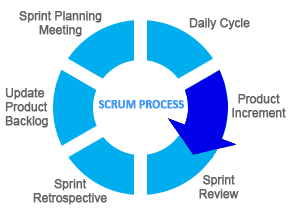 Sprint Planning
Meeting
Daily Cycle
Update
Product
Backlog
SCRUM PROCESS
Product
Increment
Sprint
Retrospective
Sprint
Review